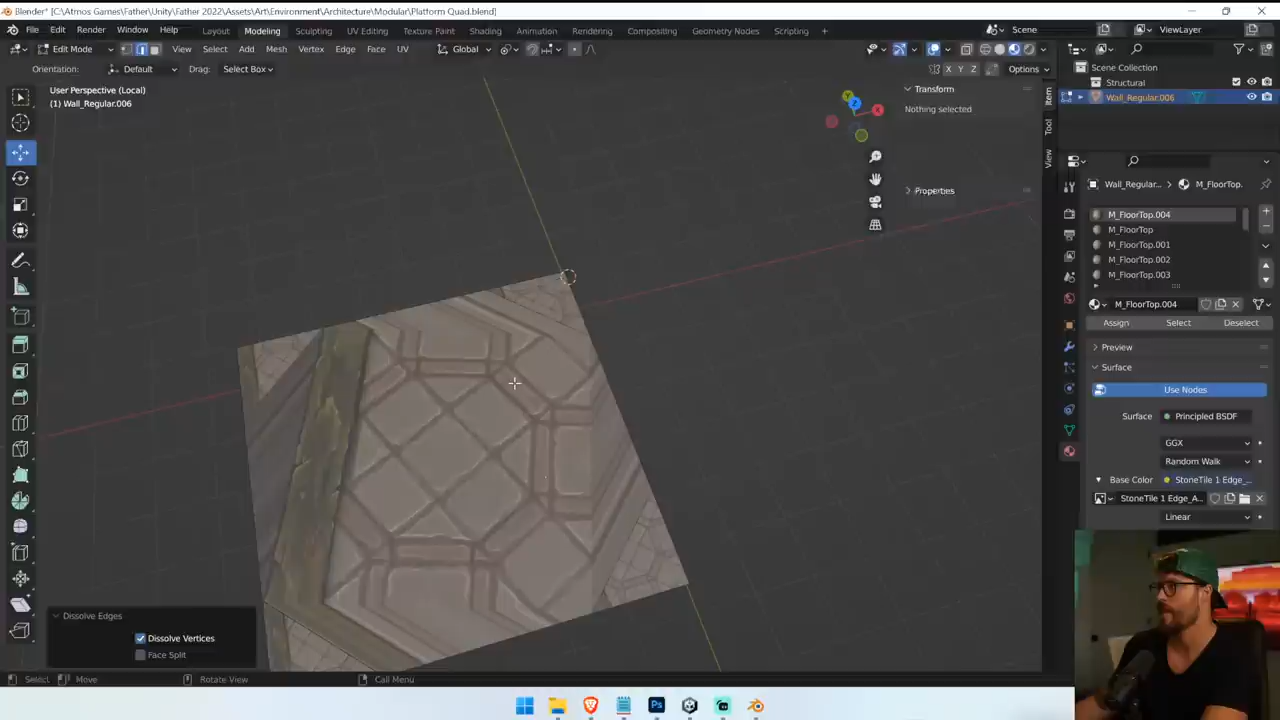 Blender* [C:\Atmos Games\Father\Unity\Father 2022\Assets\Art\Environment\Architecture\Modular\Platform Quad.blend]
File Edit Render Window Help Layout Modeling Sculpting UV Editing Texture Paint Shading Animation Rendering Compositing Geometry Nodes Scripting + Scene ViewLayer
Edit Mode View Select Add Mesh Vertex Edge Face UV Global
Orientation: Default Drag: Select Box X Y Z Options
User Perspective (Local)
(1) Wall_Regular.006
Transform
Nothing selected
Properties
Item
Tool
View
X
Y
Z
Scene Collection
Structural
Wall_Regular.006
Wall_Regular... > M_FloorTop.
M_FloorTop.004
M_FloorTop
M_FloorTop.001
M_FloorTop.002
M_FloorTop.003
M_FloorTop.004
Assign Select Deselect
Preview
Surface
Use Nodes
Surface Principled BSDF
GGX
Random Walk
Base Color StoneTile 1 Edge_...
StoneTile 1 Edge_A...
Linear
Dissolve Edges
Dissolve Vertices
Face Split
Select Move Rotate View Call Menu
Ps